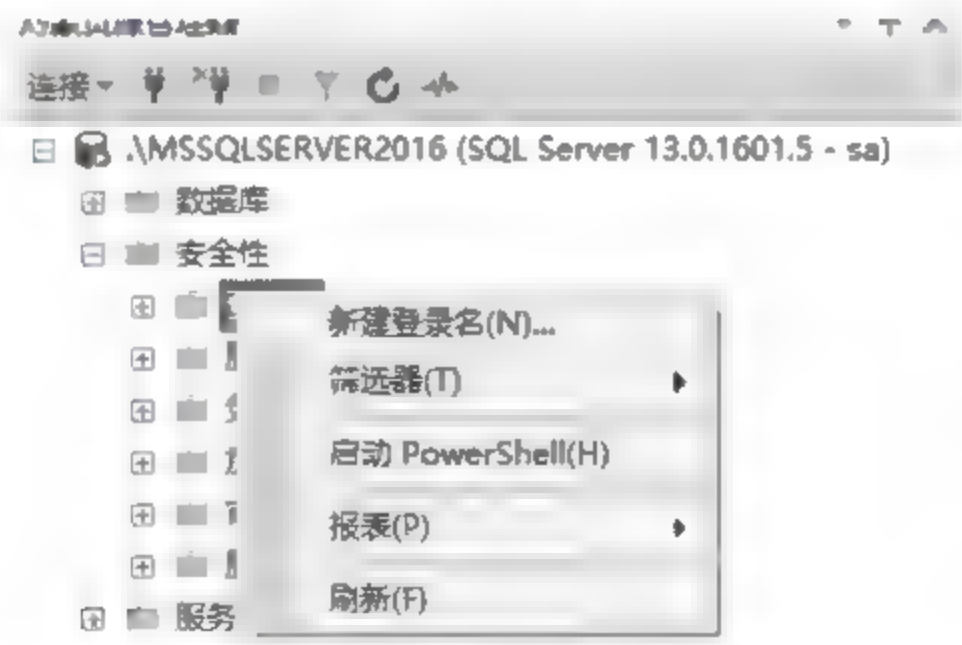 连接
.\MSSQLSERVER2016 (SQL Server 13.0.1601.5 - sa)
数据库
安全性
新建登录名(N)...
筛选器(T)
启动 PowerShell(H)
报表(P)
刷新(F)
服务